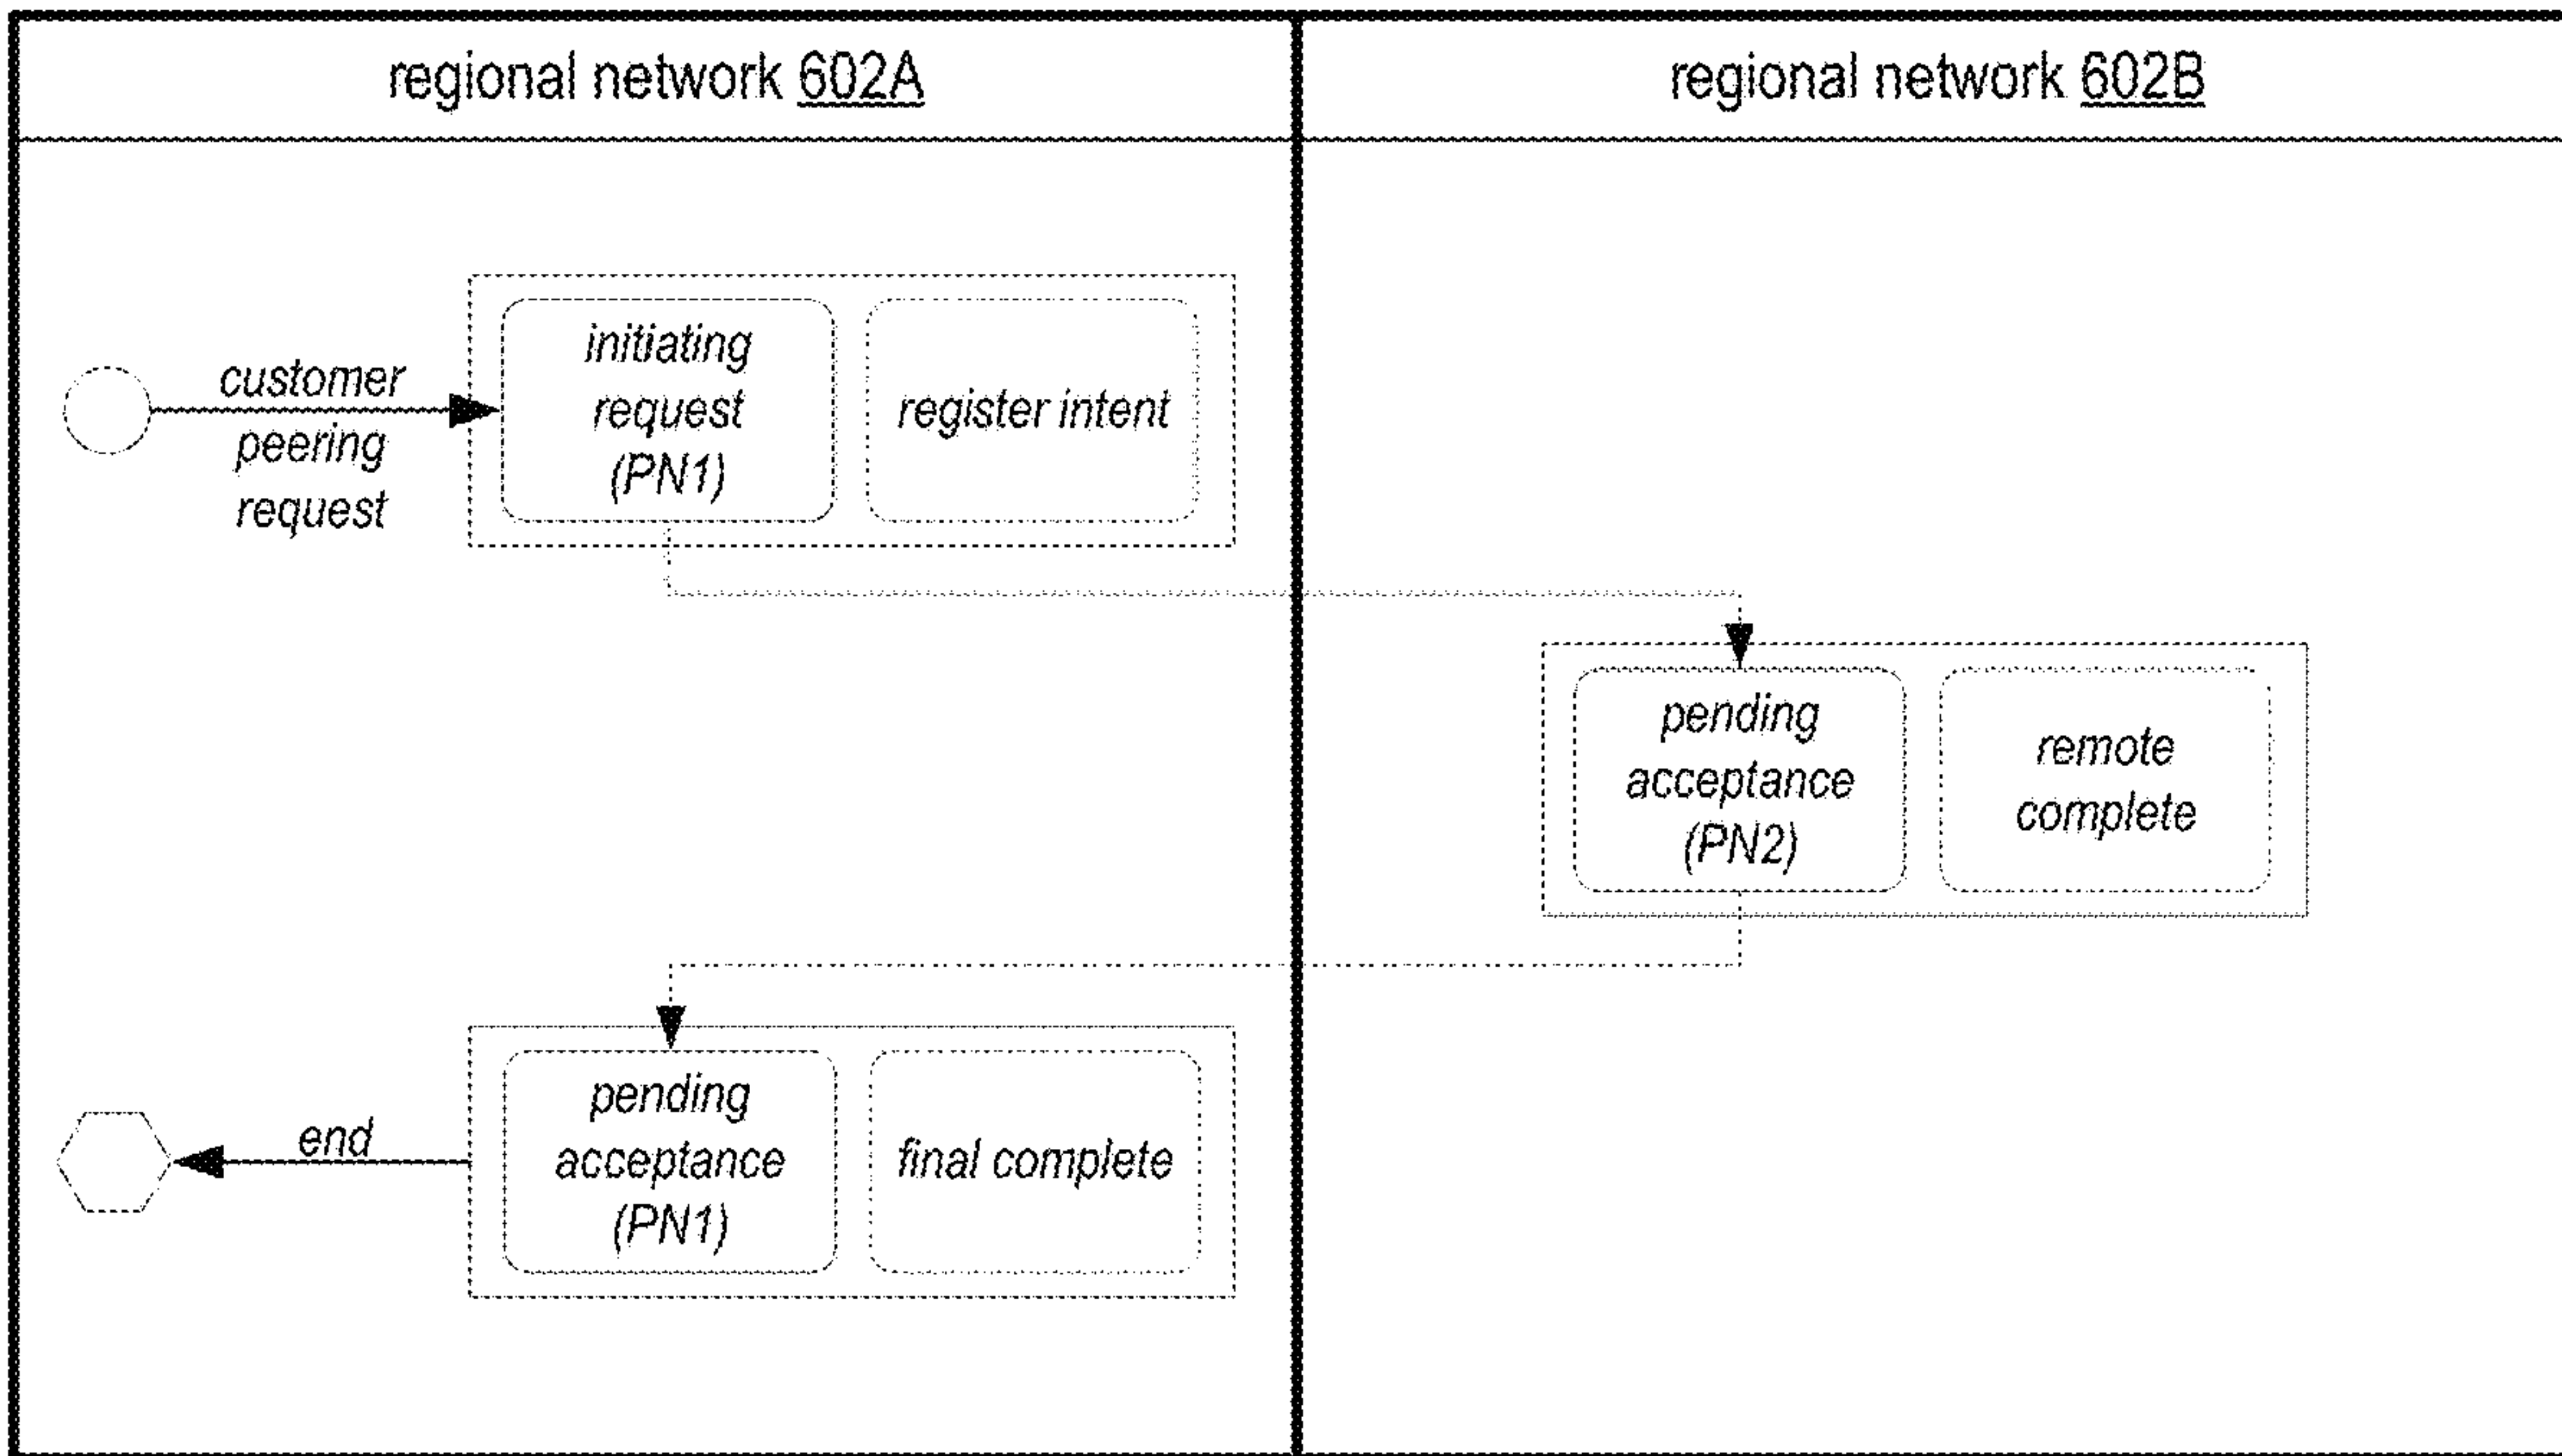 regional network 602A
regional network 602B
customer
peering
request
initiating
request
(PN1)
register intent
pending
acceptance
(PN2)
remote
complete
end
pending
acceptance
(PN1)
final complete